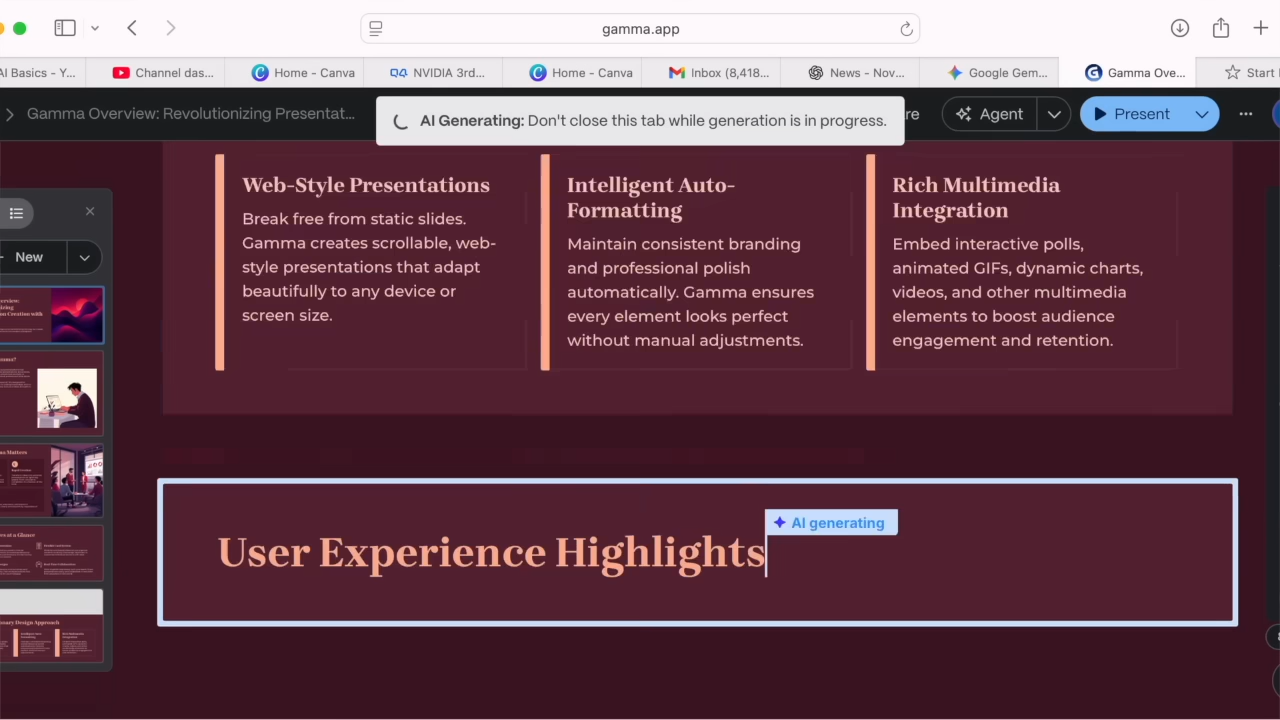 gamma.app
AI Basics - Y...
Channel das...
Home - Canva
NVIDIA 3rd...
Home - Canva
Inbox (8,418...
News - Nov...
Google Gem...
Gamma Ove...
Start
Gamma Overview: Revolutionizing Presentat...
AI Generating: Don't close this tab while generation is in progress.
re
Agent
Present
New
Web-Style Presentations
Break free from static slides.
Gamma creates scrollable, web-
style presentations that adapt
beautifully to any device or
screen size.
Intelligent Auto-
Formatting
Maintain consistent branding
and professional polish
automatically. Gamma ensures
every element looks perfect
without manual adjustments.
Rich Multimedia
Integration
Embed interactive polls,
animated GIFs, dynamic charts,
videos, and other multimedia
elements to boost audience
engagement and retention.
AI generating
User Experience Highlights